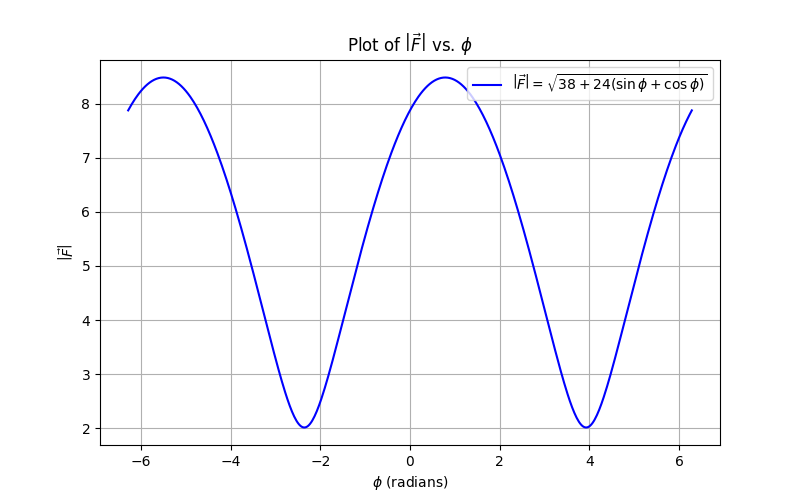 Plot of |F⃗| vs. ϕ
|F⃗| = √38 + 24(sin ϕ + cos ϕ)
8
7
6
5
4
3
2
|F⃗|
−6 −4 −2 0 2 4 6
ϕ (radians)